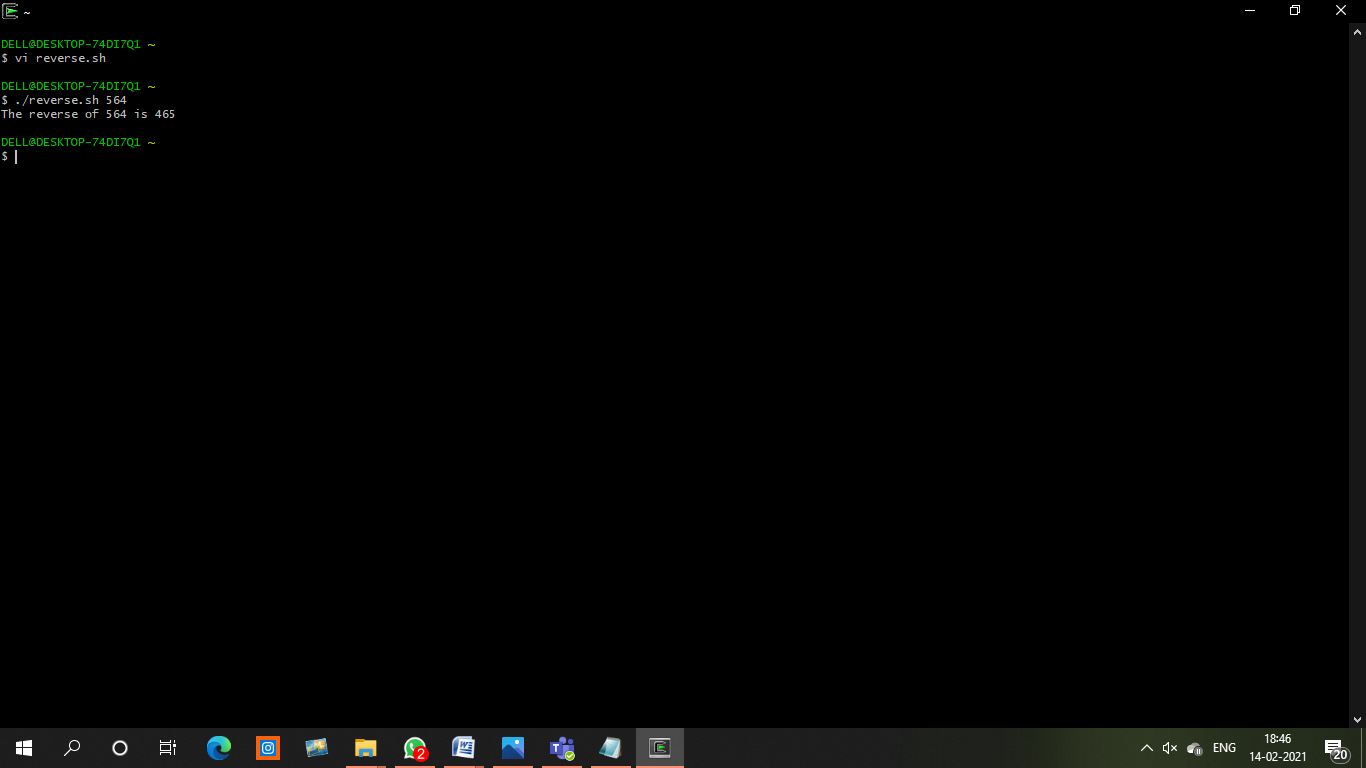 ~
DELL@DESKTOP-74DI7Q1 ~
$ vi reverse.sh
DELL@DESKTOP-74DI7Q1 ~
$ ./reverse.sh 564
The reverse of 564 is 465
DELL@DESKTOP-74DI7Q1 ~
$
2
W
T
ENG
18:46
14-02-2021
20